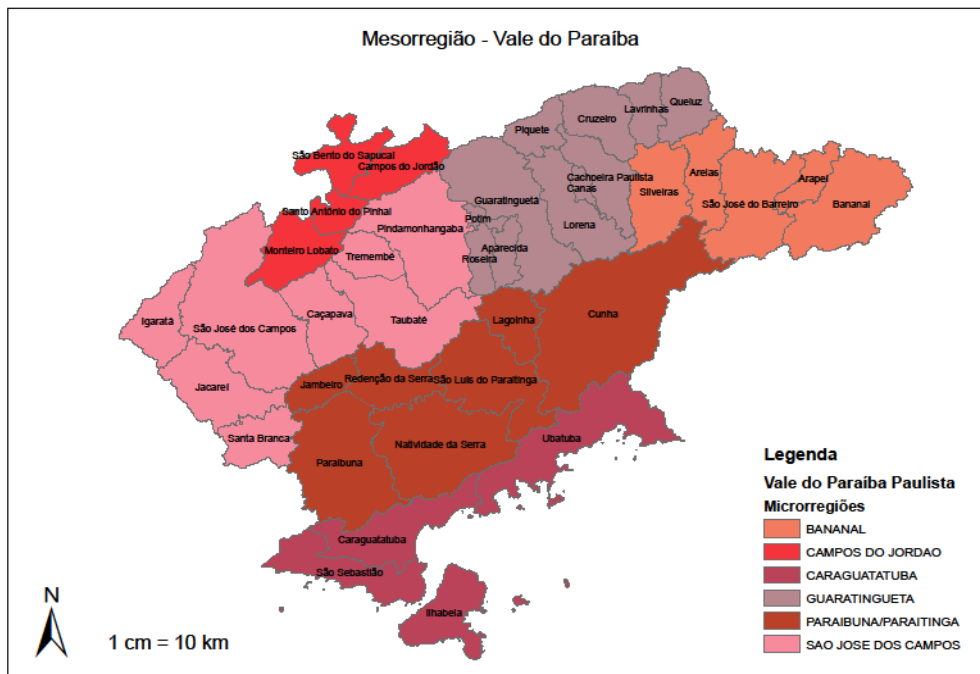 Mesorregião - Vale do Paraíba
Queluz
Lavrinhas
Cruzeiro
Piquete
São Bento do Sapucaí
Campos do Jordão
Cachoeira Paulista
Canas
Silveiras
Areias
Arapeí
São José do Barreiro
Bananal
Guaratinguetá
Santo Antônio do Pinhal
Potim
Pindamonhangaba
Lorena
Monteiro Lobato
Tremembé
Aparecida
Roseira
Caçapava
Taubaté
Lagoinha
Cunha
Igaratá
São José dos Campos
Jacareí
Jambeiro
Redenção da Serra
São Luís do Paraitinga
Santa Branca
Natividade da Serra
Ubatuba
Paraibuna
Caraguatatuba
São Sebastião
Ilhabela
Legenda
Vale do Paraíba Paulista
Microrregiões
BANANAL
CAMPOS DO JORDAO
CARAGUATATUBA
GUARATINGUETA
PARAIBUNA/PARAITINGA
SAO JOSE DOS CAMPOS
N
1 cm = 10 km